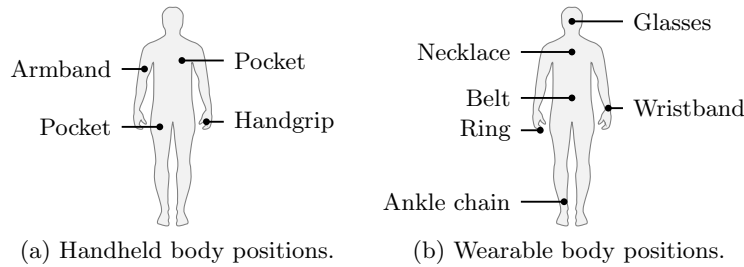 Armband
Pocket
Pocket
Handgrip
(a) Handheld body positions.
Glasses
Necklace
Belt
Wristband
Ring
Ankle chain
(b) Wearable body positions.